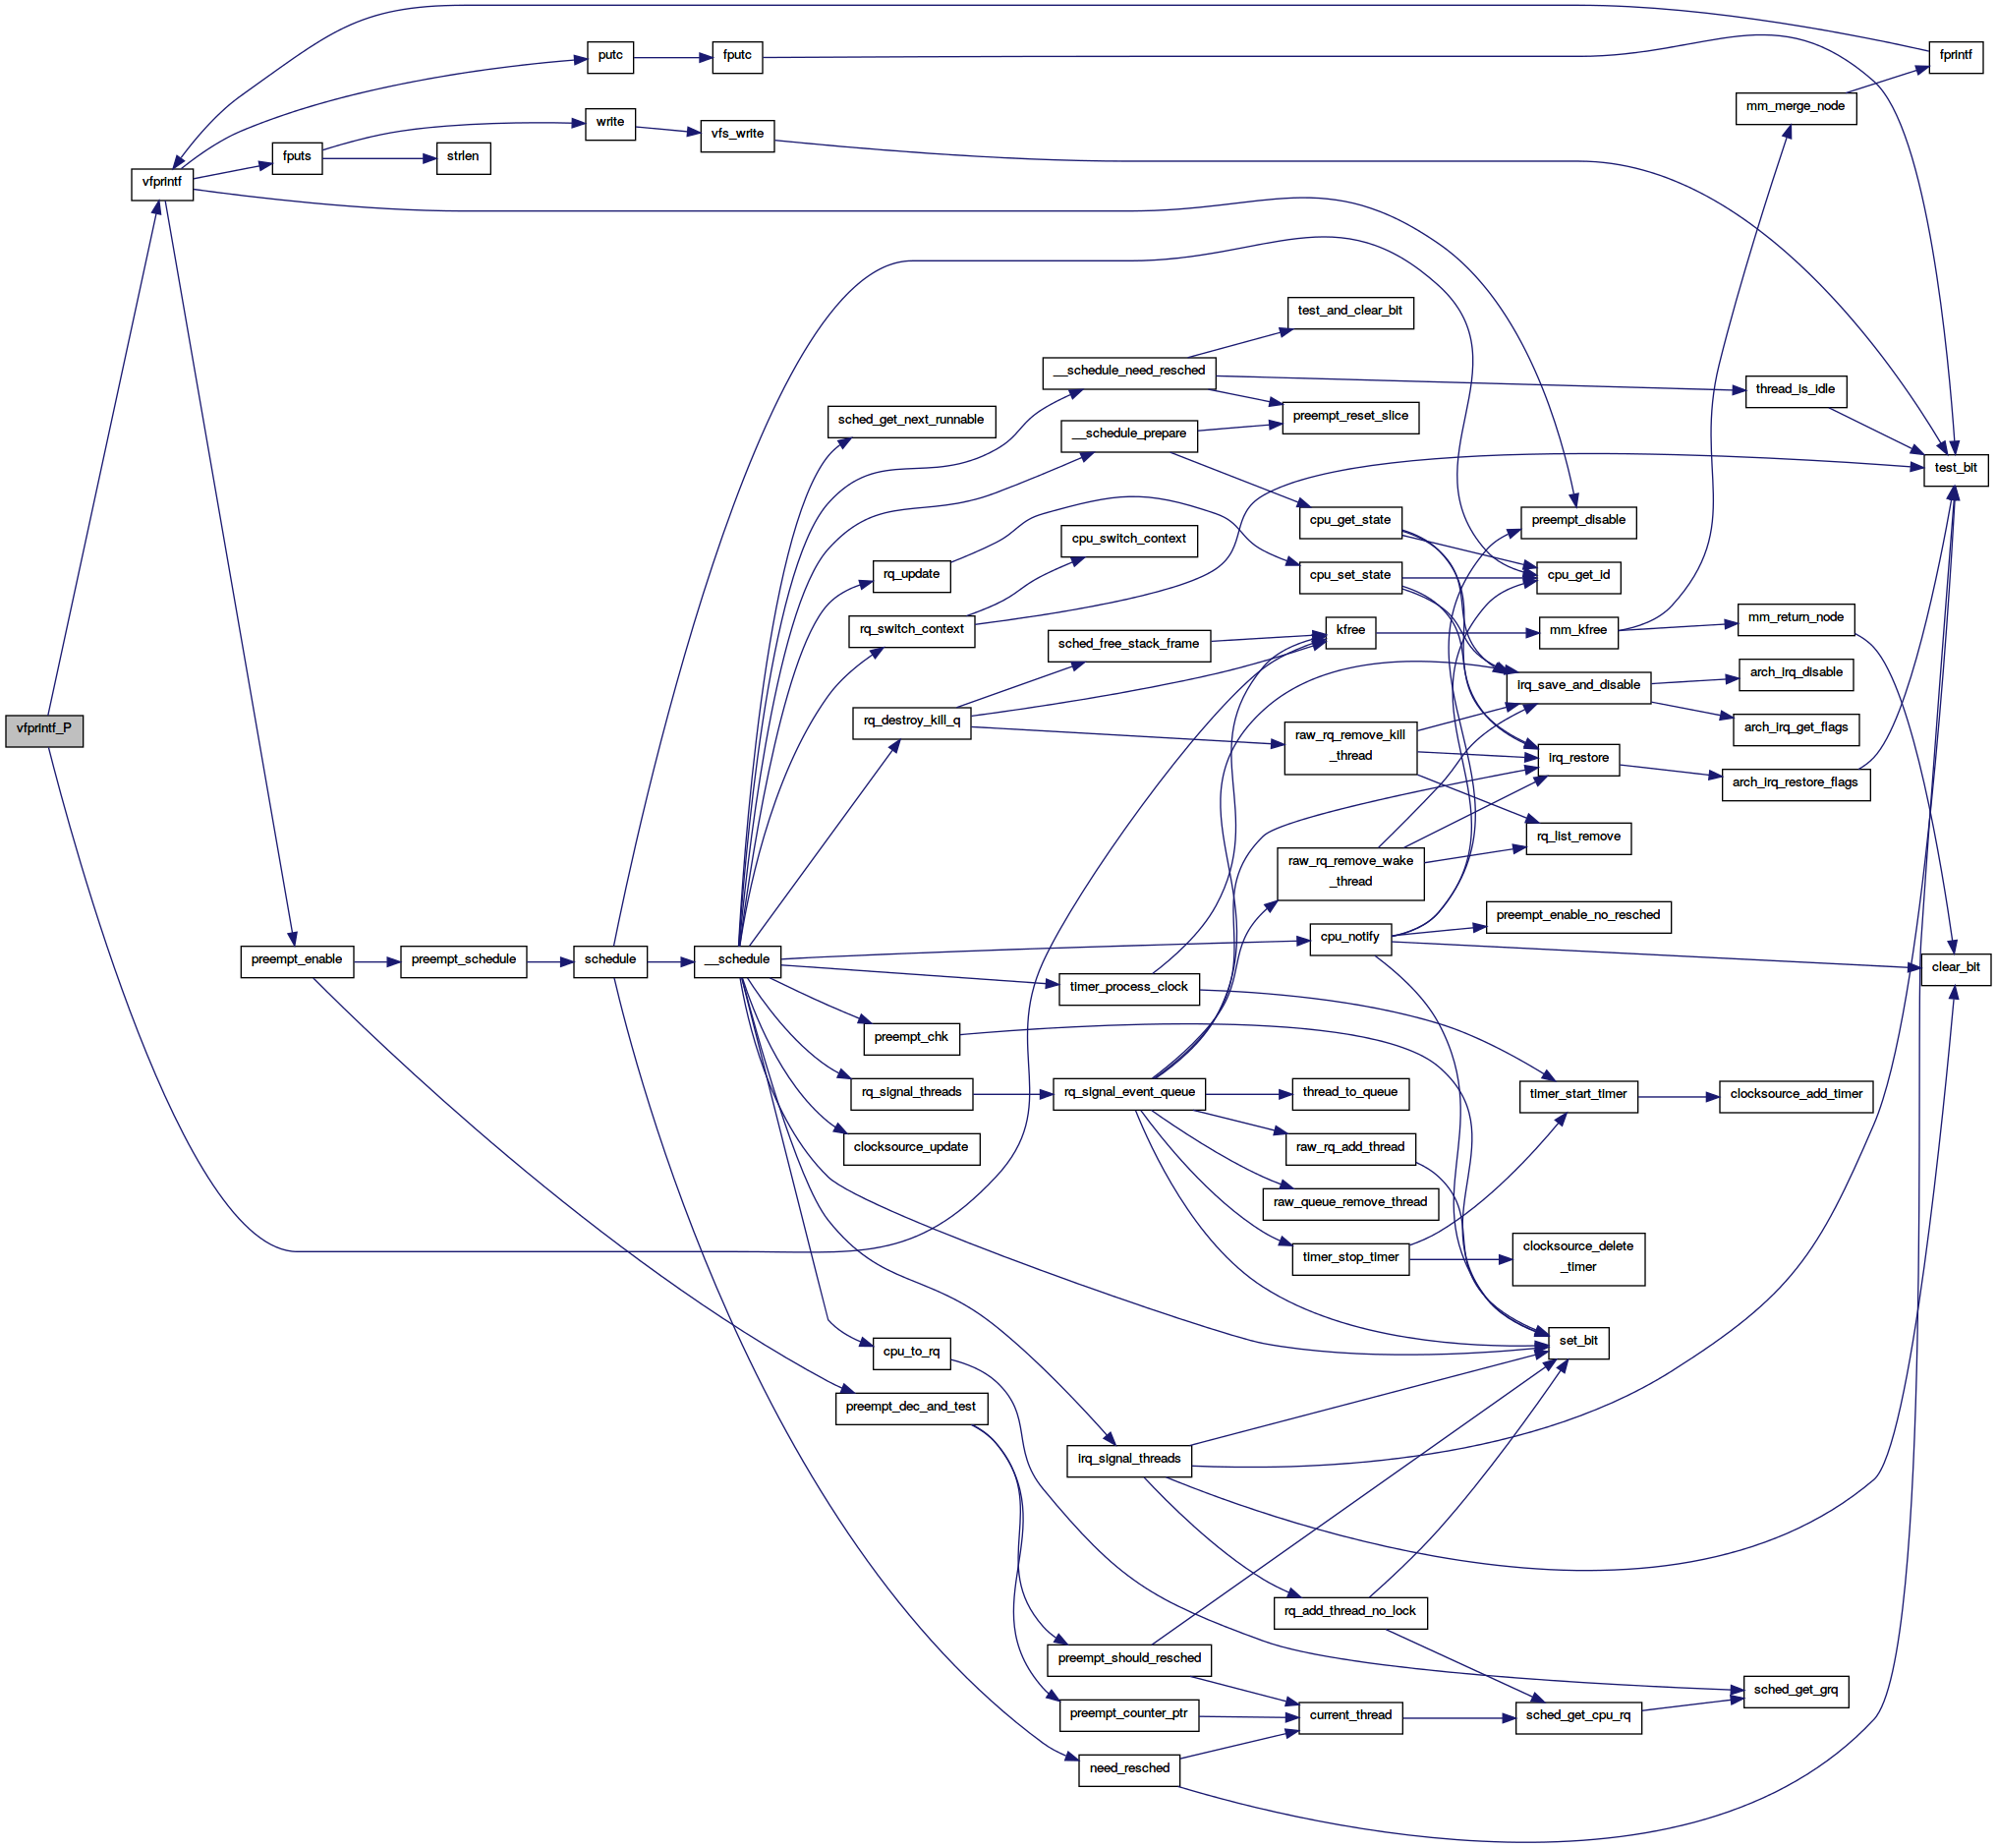 putc
fputc
fprintf
mm_merge_node
write
vfs_write
fputs
strlen
vfprintf
test_and_clear_bit
__schedule_need_resched
thread_is_idle
sched_get_next_runnable
preempt_reset_slice
__schedule_prepare
test_bit
cpu_get_state
preempt_disable
cpu_switch_context
rq_update
cpu_set_state
cpu_get_id
rq_switch_context
sched_free_stack_frame
kfree
mm_kfree
mm_return_node
irq_save_and_disable
arch_irq_disable
vfprintf_P
rq_destroy_kill_q
raw_rq_remove_kill
_thread
arch_irq_get_flags
irq_restore
arch_irq_restore_flags
rq_list_remove
raw_rq_remove_wake
_thread
preempt_enable_no_resched
cpu_notify
preempt_enable
preempt_schedule
schedule
__schedule
clear_bit
timer_process_clock
preempt_chk
rq_signal_threads
rq_signal_event_queue
thread_to_queue
timer_start_timer
clocksource_add_timer
clocksource_update
raw_rq_add_thread
raw_queue_remove_thread
timer_stop_timer
clocksource_delete
_timer
set_bit
cpu_to_rq
preempt_dec_and_test
irq_signal_threads
rq_add_thread_no_lock
preempt_should_resched
sched_get_grq
preempt_counter_ptr
current_thread
sched_get_cpu_rq
need_resched